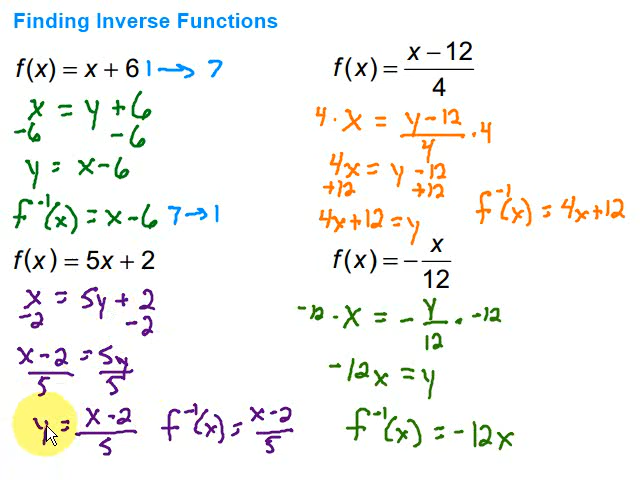 Finding Inverse Functions
f(x) = x + 6 1 → 7
x = y + 6
-6 -6
y = x - 6
f⁻¹(x) = x - 6 7 → 1
f(x) = 5x + 2
x = 5y + 2
-2 -2
x - 2 = 5y
5 5
y = x - 2
5
f⁻¹(x) = x - 2
5
f(x) = x − 12
4
4 · x = y - 12 · 4
4
4x = y - 12
+12 +12
4x + 12 = y
f⁻¹(x) = 4x + 12
f(x) = − x
12
-12 · x = - y · -12
12
-12x = y
f⁻¹(x) = -12x